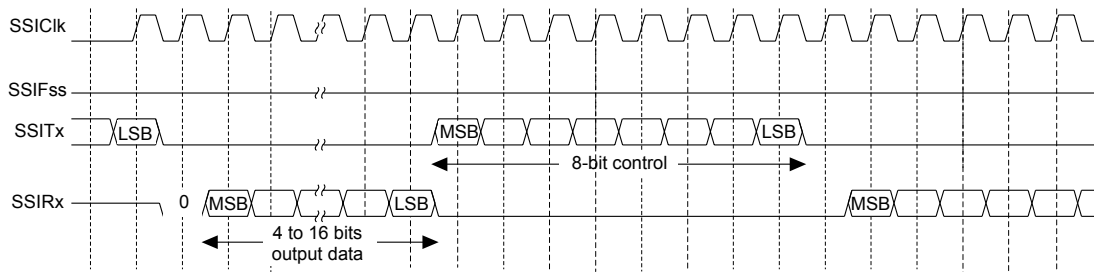 SSIClk
SSIFss
SSITx
LSB
MSB
LSB
8-bit control
SSIRx
0
MSB
LSB
MSB
4 to 16 bits
output data